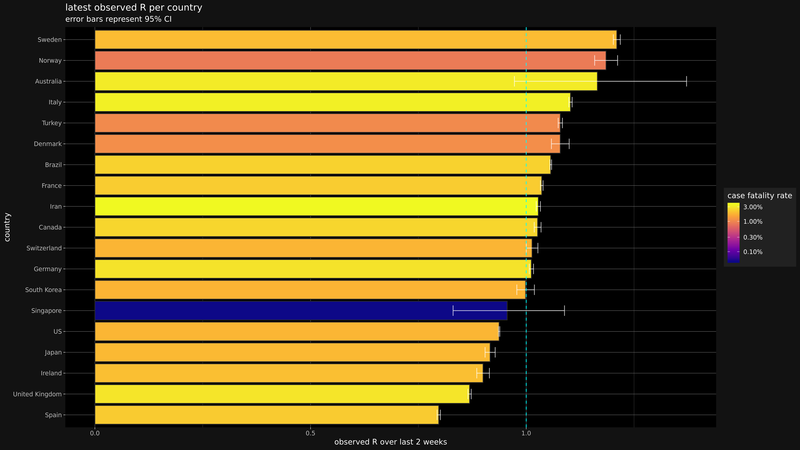 latest observed R per country
error bars represent 95% CI
Sweden
Norway
Australia
Italy
Turkey
Denmark
Brazil
France
Iran
Canada
Switzerland
Germany
South Korea
Singapore
US
Japan
Ireland
United Kingdom
Spain
country
0.0
0.5
1.0
observed R over last 2 weeks
case fatality rate
3.00%
1.00%
0.30%
0.10%